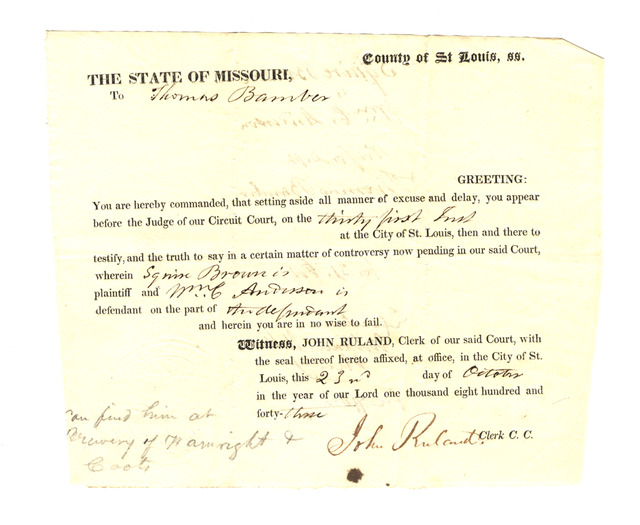 County of St Louis, ss.
THE STATE OF MISSOURI,
To Thomas Bamber
GREETING:
You are hereby commanded, that setting aside all manner of excuse and delay, you appear
before the Judge of our Circuit Court, on the thirty first Inst
at the City of St. Louis, then and there to
testify, and the truth to say in a certain matter of controversy now pending in our said Court,
wherein Squire Brown is
plaintiff and Wm. C Anderson is
defendant on the part of the defendant
and herein you are in no wise to fail.
Witness, JOHN RULAND, Clerk of our said Court, with
the seal thereof hereto affixed, at office, in the City of St.
Louis, this 23rd day of October
in the year of our Lord one thousand eight hundred and
forty-three
John Ruland Clerk C. C.
find him at
Brewery of Wainright &
Coots